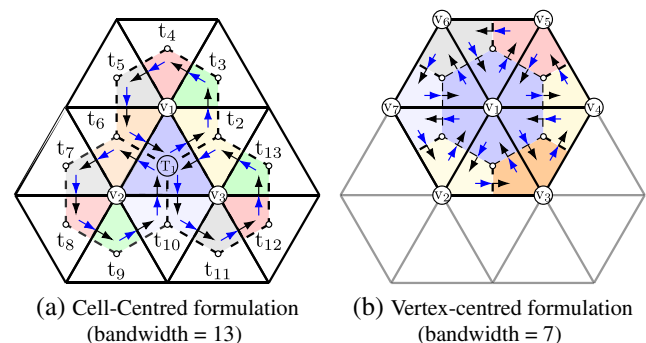 v₆ v₅
t₄
t₅ t₃
v₁ v₇ v₁ v₄
t₆ t₂
t₇ T₁ t₁₃
v₂ v₃ v₂ v₃
t₈ t₁₀ t₁₂
t₉ t₁₁
(a) Cell-Centred formulation
(bandwidth = 13)
(b) Vertex-centred formulation
(bandwidth = 7)